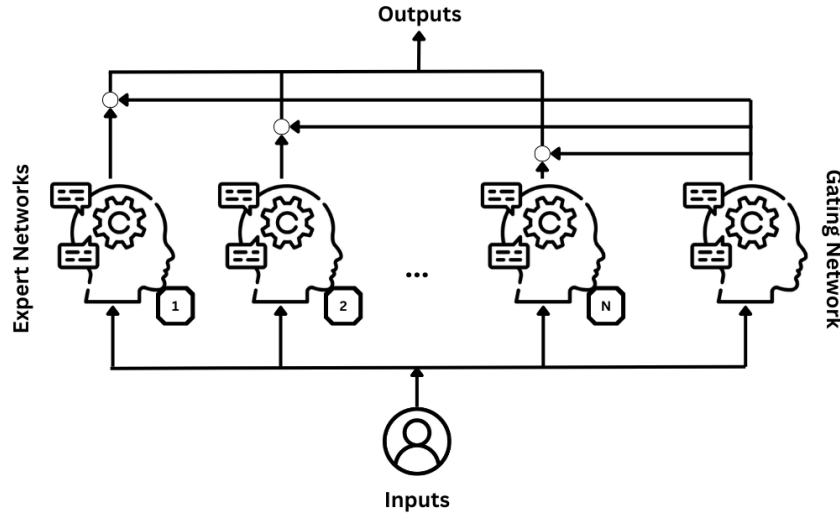 Outputs
Expert Networks
Gating Network
1
2
...
N
Inputs